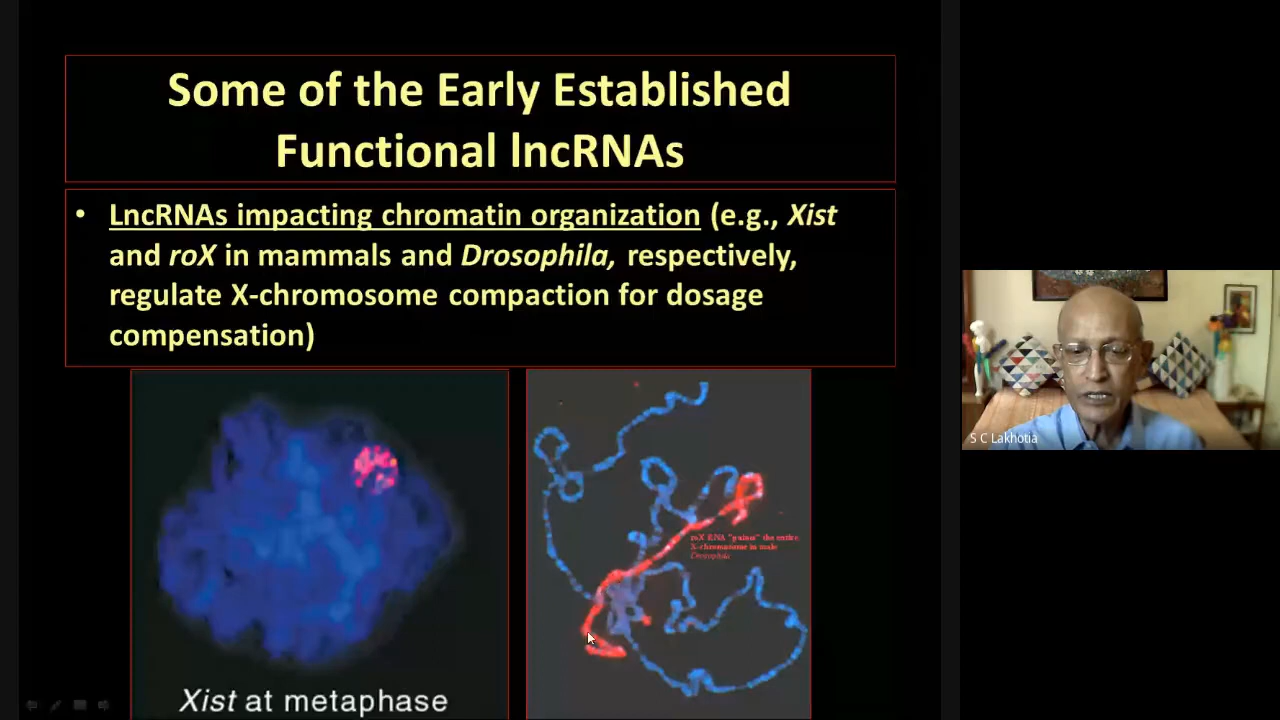 Some of the Early Established
Functional lncRNAs
• LncRNAs impacting chromatin organization (e.g., Xist
and roX in mammals and Drosophila, respectively,
regulate X-chromosome compaction for dosage
compensation)
roX RNA "paints" the entire
X-chromosome in male
Drosophila
Xist at metaphase
S C Lakhotia